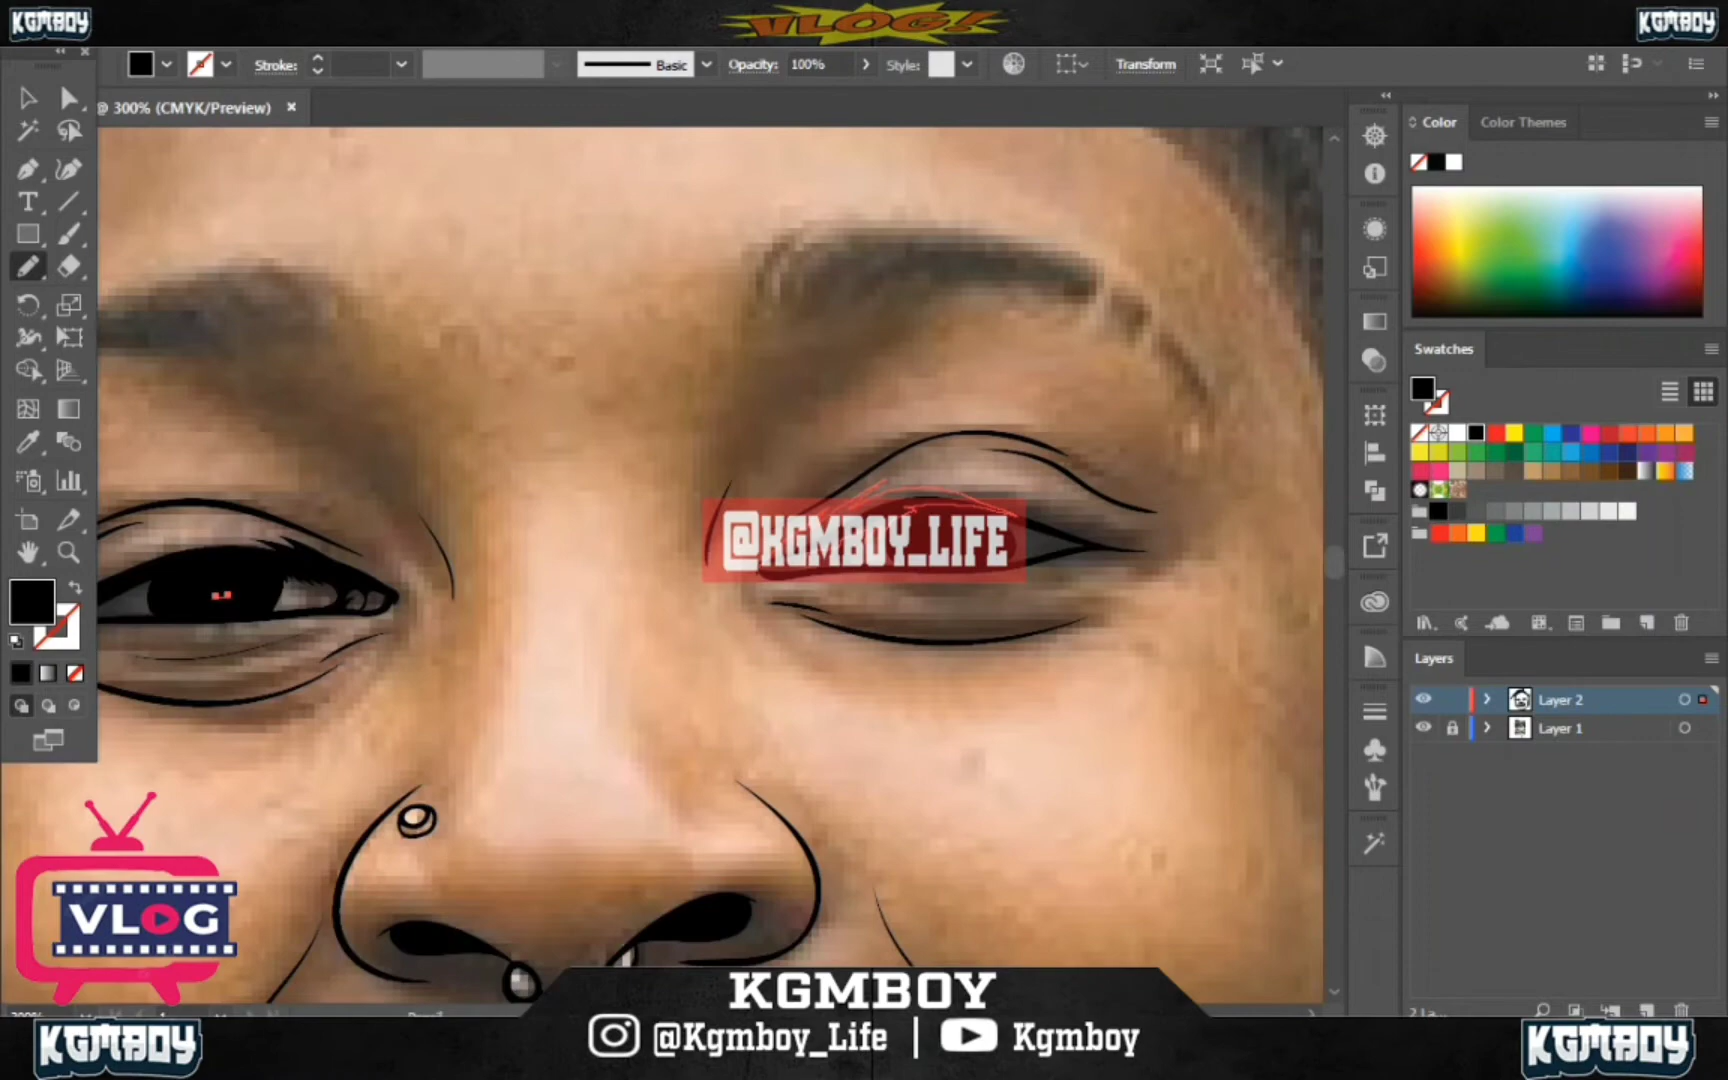 KGMBOY
VLOG!
KGMBOY
Stroke:
Basic
Opacity:
100%
Style:
Transform
@ 300% (CMYK/Preview)
Color
Color Themes
Swatches
@KGMBOY_LIFE
Layers
Layer 2
Layer 1
VLOG
KGMBOY
KGMBOY
@Kgmboy_Life | Kgmboy
KGMBOY